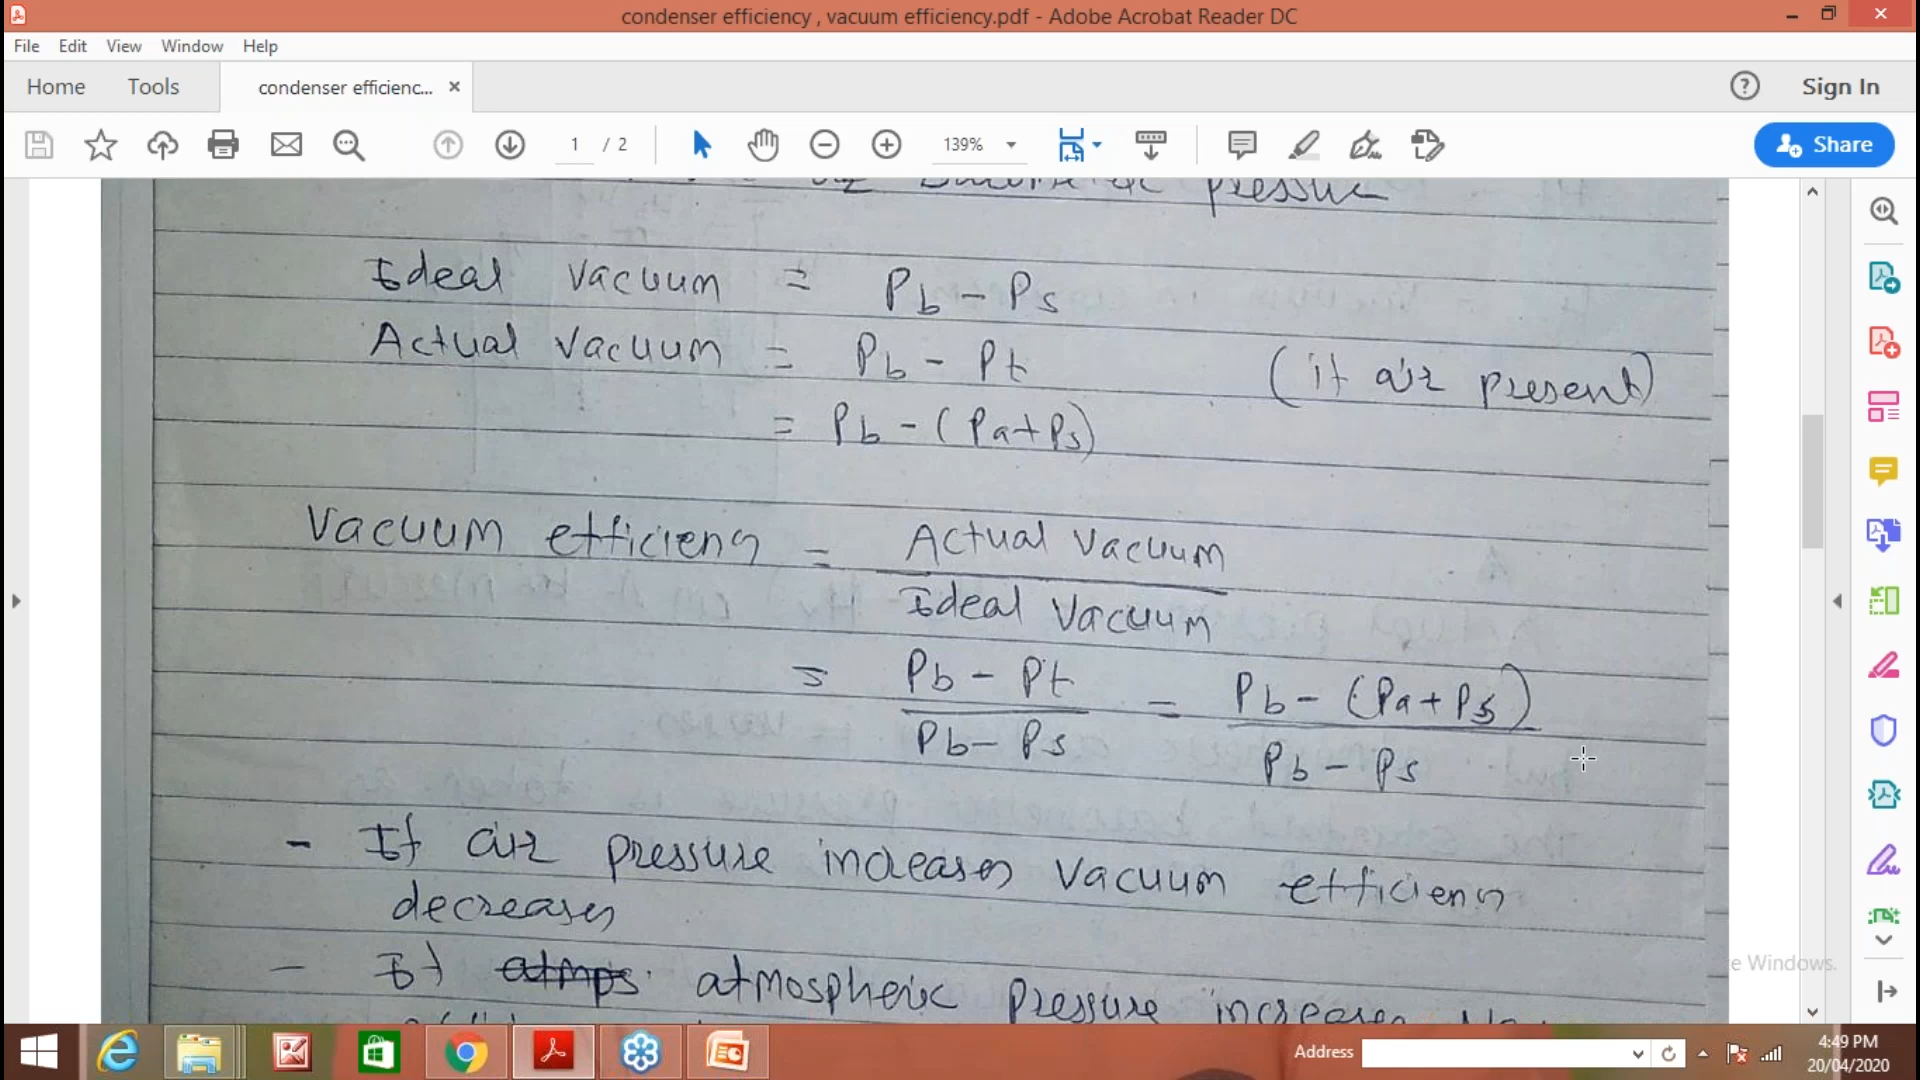 condenser efficiency , vacuum efficiency.pdf - Adobe Acrobat Reader DC
File Edit View Window Help
Home Tools condenser efficienc... × Sign In
1 / 2 139% Share
pressure
Ideal vacuum = Pb - Ps
Actual vacuum = Pb - Pt (if air present)
= Pb - (Pa+Ps)
Vacuum efficiency = Actual vacuum
Ideal vacuum
= Pb - Pt = Pb - (Pa + Ps)
Pb - Ps Pb - Ps
- If air pressure increases vacuum efficiency
decreases
- If atmps. atmospheric pressure increases
e Windows.
Address
4:49 PM
20/04/2020